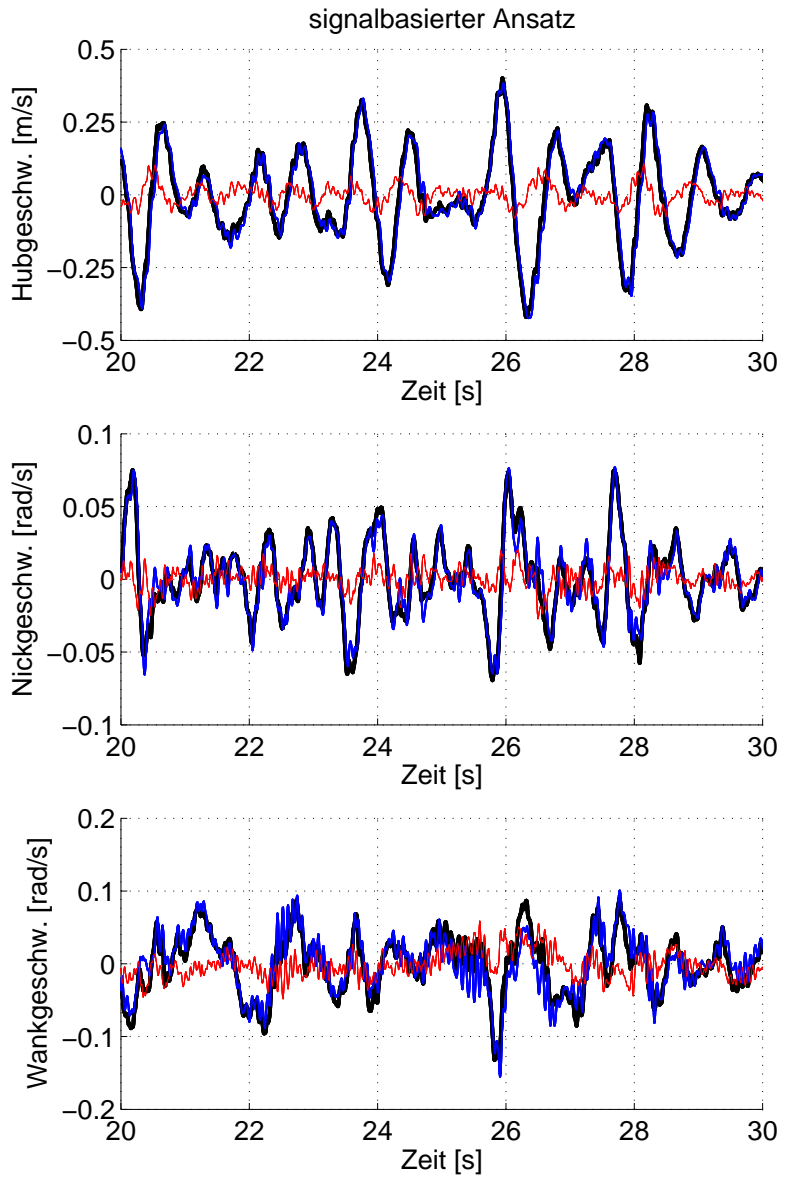 signalbasierter Ansatz
Hubgeschw. [m/s]
0.5
0.25
0
−0.25
−0.5
20 22 24 26 28 30
Zeit [s]
Nickgeschw. [rad/s]
0.1
0.05
0
−0.05
−0.1
20 22 24 26 28 30
Zeit [s]
Wankgeschw. [rad/s]
0.2
0.1
0
−0.1
−0.2
20 22 24 26 28 30
Zeit [s]